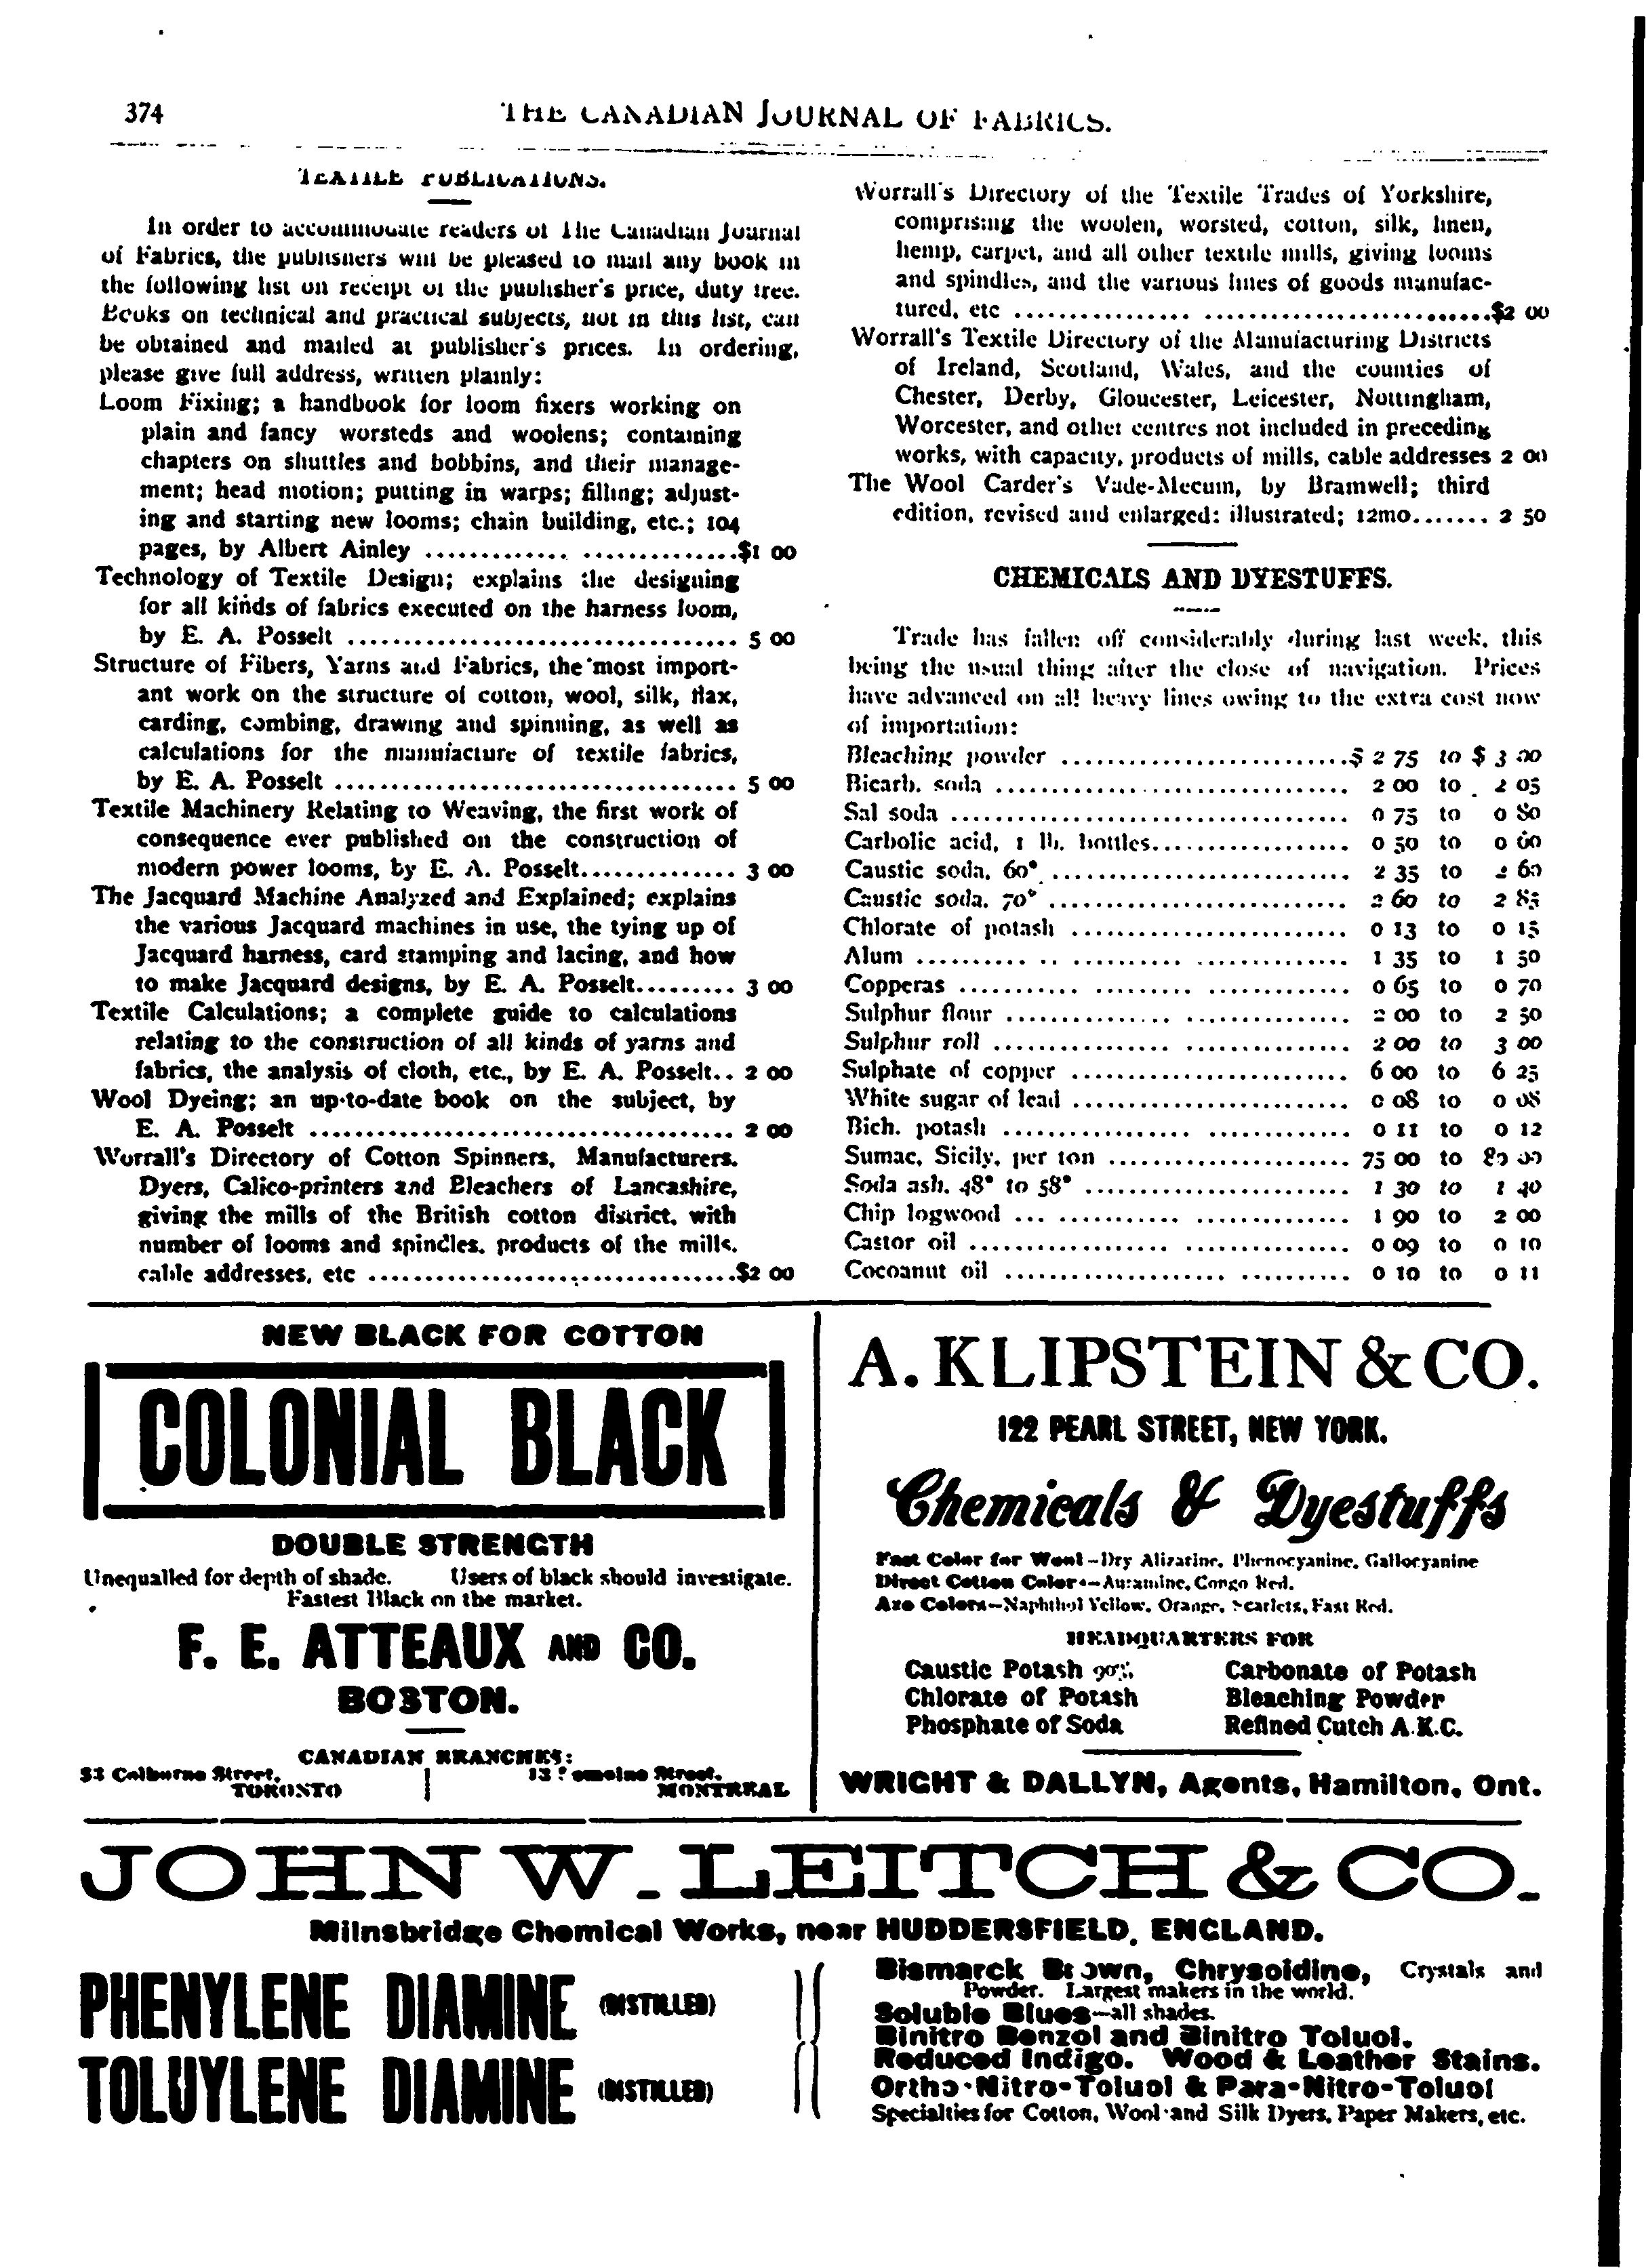 374
THE CANADIAN JOURNAL OF FABRICS.
TEXTILE PUBLICATIONS.
In order to accommodate readers of The Canadian Journal
of Fabrics, the publishers will be pleased to mail any book in
the following list on receipt of the publisher's price, duty free.
Books on technical and practical subjects, not in this list, can
be obtained and mailed at publisher's prices. In ordering,
please give full address, written plainly:
Loom Fixing; a handbook for loom fixers working on
plain and fancy worsteds and woolens; containing
chapters on shuttles and bobbins, and their manage-
ment; head motion; putting in warps; filling; adjust-
ing and starting new looms; chain building, etc.; 104
pages, by Albert Ainley ............................$1 00
Technology of Textile Design; explains the designing
for all kinds of fabrics executed on the harness loom,
by E. A. Posselt ................................... 5 00
Structure of Fibers, Yarns and Fabrics, the most import-
ant work on the structure of cotton, wool, silk, flax,
carding, combing, drawing and spinning, as well as
calculations for the manufacture of textile fabrics,
by E. A. Posselt .................................... 5 00
Textile Machinery Relating to Weaving, the first work of
consequence ever published on the construction of
modern power looms, by E. A. Posselt.............. 3 00
The Jacquard Machine Analyzed and Explained; explains
the various Jacquard machines in use, the tying up of
Jacquard harness, card stamping and lacing, and how
to make Jacquard designs, by E. A. Posselt......... 3 00
Textile Calculations; a complete guide to calculations
relating to the construction of all kinds of yarns and
fabrics, the analysis of cloth, etc., by E. A. Posselt.. 2 00
Wool Dyeing; an up-to-date book on the subject, by
E. A. Posselt ...................................... 2 00
Worrall's Directory of Cotton Spinners, Manufacturers.
Dyers, Calico-printers and Bleachers of Lancashire,
giving the mills of the British cotton district, with
number of looms and spindles, products of the mills,
cable addresses, etc .................................$2 00
Worrall's Directory of the Textile Trades of Yorkshire,
comprising the woolen, worsted, cotton, silk, linen,
hemp, carpet, and all other textile mills, giving looms
and spindles, and the various lines of goods manufac-
tured, etc ..........................................$2 00
Worrall's Textile Directory of the Manufacturing Districts
of Ireland, Scotland, Wales, and the counties of
Chester, Derby, Gloucester, Leicester, Nottingham,
Worcester, and other centres not included in preceding
works, with capacity, products of mills, cable addresses 2 00
The Wool Carder's Vade-Mecum, by Bramwell; third
edition, revised and enlarged: illustrated; 12mo....... 2 50
CHEMICALS AND DYESTUFFS.
Trade has fallen off considerably during last week, this
being the usual thing after the close of navigation. Prices
have advanced on all heavy lines owing to the extra cost now
of importation:
Bleaching powder ..........................$ 2 75 to $ 3 00
Bicarb. soda ................................ 2 00 to 2 05
Sal soda .................................... 0 75 to 0 80
Carbolic acid, 1 lb. bottles.................. 0 50 to 0 60
Caustic soda, 60° ........................... 2 35 to 2 60
Caustic soda, 70° ........................... 2 60 to 2 85
Chlorate of potash ......................... 0 13 to 0 15
Alum ....................................... 1 35 to 1 50
Copperas ................................... 0 65 to 0 70
Sulphur flour ............................... 2 00 to 2 50
Sulphur roll ................................ 2 00 to 3 00
Sulphate of copper ......................... 6 00 to 6 25
White sugar of lead ......................... 0 08 to 0 08
Bich. potash ................................ 0 11 to 0 12
Sumac, Sicily, per ton ...................... 75 00 to 80 00
Soda ash, 48° to 58° ........................ 1 30 to 1 40
Chip logwood ............................... 1 90 to 2 00
Castor oil .................................. 0 09 to 0 10
Cocoanut oil ................................ 0 10 to 0 11
NEW BLACK FOR COTTON
COLONIAL BLACK
DOUBLE STRENGTH
Unequalled for depth of shade. Users of black should investigate.
Fastest Black on the market.
F. E. ATTEAUX AND CO.
BOSTON.
CANADIAN BRANCHES:
Colburne Street, TORONTO
Street, MONTREAL
A. KLIPSTEIN & CO.
122 PEARL STREET, NEW YORK.
Chemicals & Dyestuffs
Fast Color for Wool—Dry Alizarine, Phenocyanine, Gallocyanine
Direct Cotton Colors—Auramine, Congo Red.
Azo Colors—Naphthol Yellow, Orange, Scarlets, Fast Red.
HEADQUARTERS FOR
Caustic Potash 90% Carbonate of Potash
Chlorate of Potash Bleaching Powder
Phosphate of Soda Refined Cutch A.K.C.
WRIGHT & DALLYN, Agents, Hamilton, Ont.
JOHN W. LEITCH & CO.
Milnsbridge Chemical Works, near HUDDERSFIELD, ENGLAND.
PHENYLENE DIAMINE (DISTILLED)
TOLUYLENE DIAMINE (DISTILLED)
Bismarck Brown, Chrysoidine, Crystals and
Powder. Largest makers in the world.
Soluble Blues—all shades.
Binitro Benzol and Binitro Toluol.
Reduced Indigo. Wood & Leather Stains.
Ortho-Nitro-Toluol & Para-Nitro-Toluol
Specialties for Cotton, Wool and Silk Dyers, Paper Makers, etc.